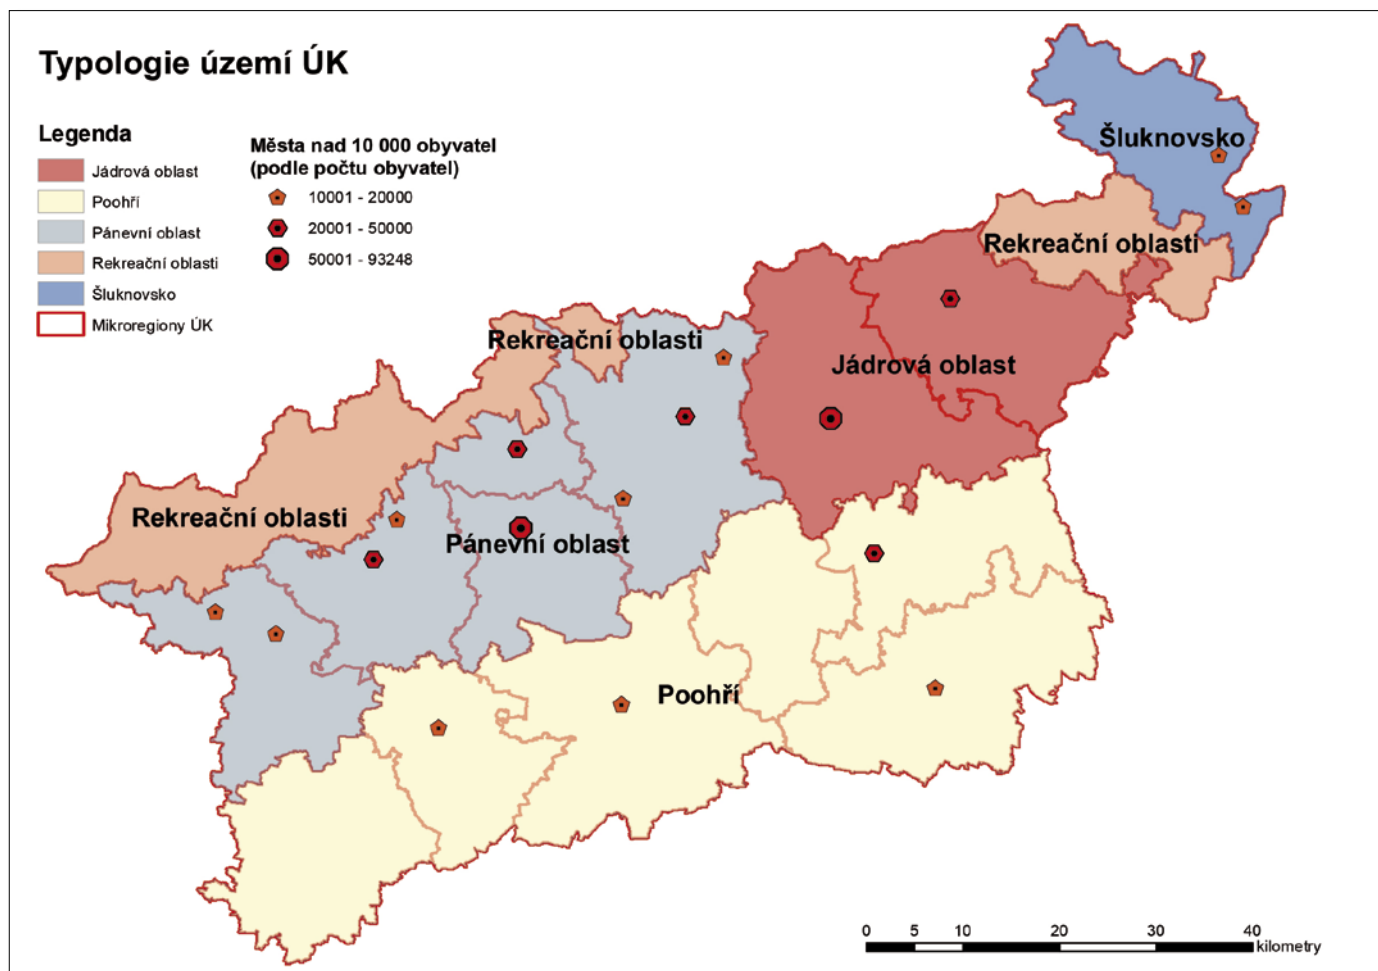 Typologie území ÚK
Legenda
Jádrová oblast
Poohří
Pánevní oblast
Rekreační oblasti
Šluknovsko
Mikroregiony ÚK
Města nad 10 000 obyvatel
(podle počtu obyvatel)
10001 - 20000
20001 - 50000
50001 - 93248
Šluknovsko
Rekreační oblasti
Rekreační oblasti
Jádrová oblast
Rekreační oblasti
Pánevní oblast
Poohří
0 5 10 20 30 40
kilometry